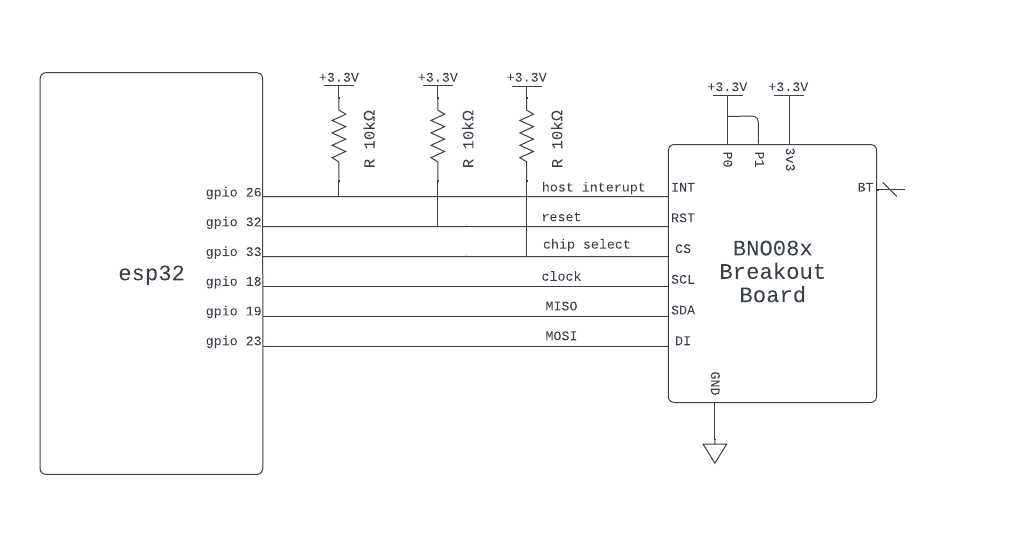 +3.3V
+3.3V
+3.3V
+3.3V
+3.3V
R 10kΩ
R 10kΩ
R 10kΩ
P0
P1
3v3
gpio 26
host interupt
INT
BT
gpio 32
reset
RST
gpio 33
chip select
CS
esp32
BNO08x
Breakout
Board
gpio 18
clock
SCL
gpio 19
MISO
SDA
gpio 23
MOSI
DI
GND